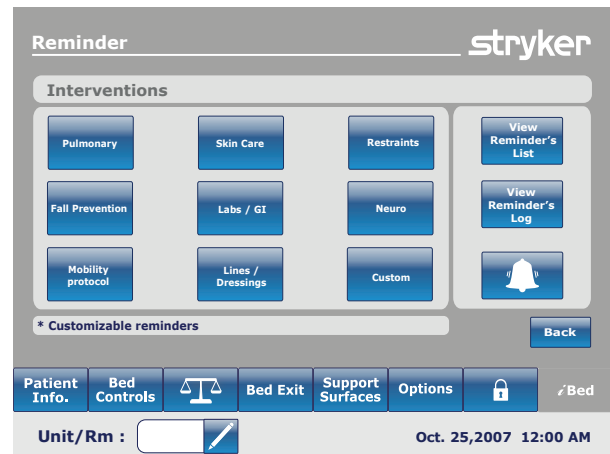 Reminder
stryker
Interventions
Pulmonary
Skin Care
Restraints
View
Reminder's
List
Fall Prevention
Labs / GI
Neuro
View
Reminder's
Log
Mobility
protocol
Lines /
Dressings
Custom
* Customizable reminders
Back
Patient
Info.
Bed
Controls
Bed Exit
Support
Surfaces
Options
iBed
Unit/Rm :
Oct. 25,2007 12:00 AM